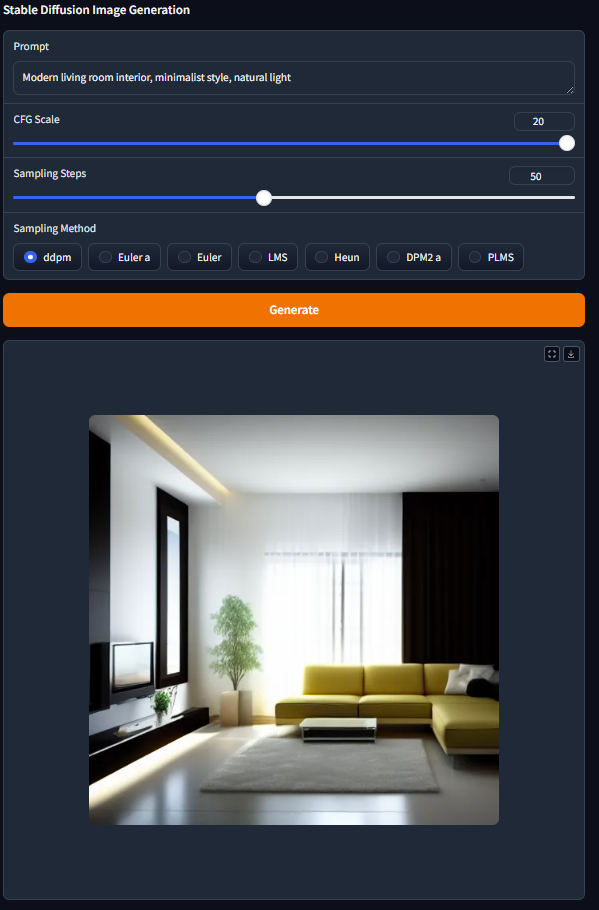 Stable Diffusion Image Generation
Prompt
Modern living room interior, minimalist style, natural light
CFG Scale
20
Sampling Steps
50
Sampling Method
ddpm Euler a Euler LMS Heun DPM2 a PLMS
Generate